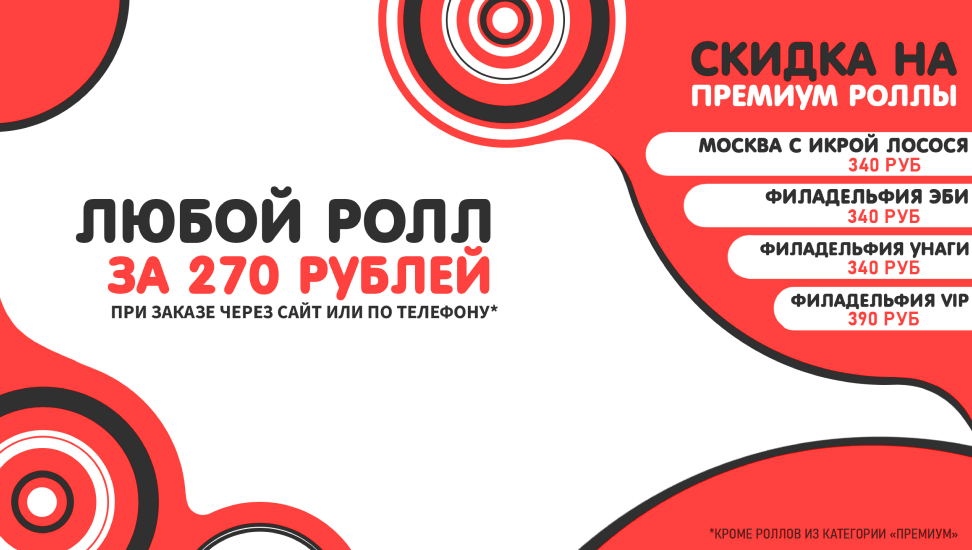 ЛЮБОЙ РОЛЛ
ЗА 270 РУБЛЕЙ
ПРИ ЗАКАЗЕ ЧЕРЕЗ САЙТ ИЛИ ПО ТЕЛЕФОНУ*
СКИДКА НА
ПРЕМИУМ РОЛЛЫ
МОСКВА С ИКРОЙ ЛОСОСЯ
340 РУБ
ФИЛАДЕЛЬФИЯ ЭБИ
340 РУБ
ФИЛАДЕЛЬФИЯ УНАГИ
340 РУБ
ФИЛАДЕЛЬФИЯ VIP
390 РУБ
*КРОМЕ РОЛЛОВ ИЗ КАТЕГОРИИ «ПРЕМИУМ»